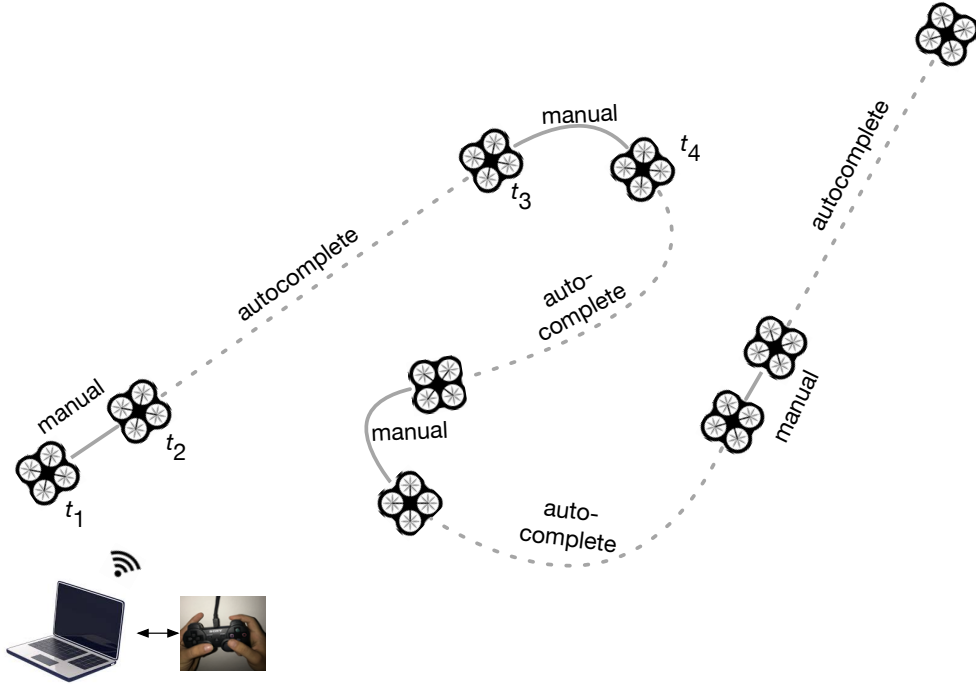 manual
t4
autocomplete
t3
autocomplete
auto-
complete
manual
t2
manual
manual
t1
auto-
complete